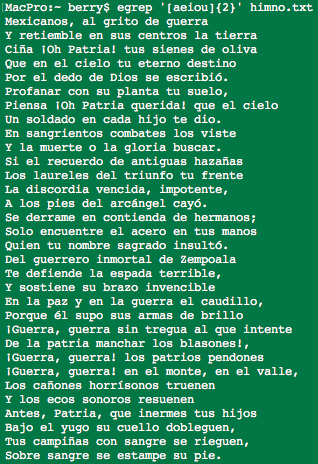 MacPro:~ berry$ egrep '[aeiou]{2}' himno.txt
Mexicanos, al grito de guerra
Y retiemble en sus centros la tierra
Ciña ¡Oh Patria! tus sienes de oliva
Que en el cielo tu eterno destino
Por el dedo de Dios se escribió.
Profanar con su planta tu suelo,
Piensa ¡Oh Patria querida! que el cielo
Un soldado en cada hijo te dio.
En sangrientos combates los viste
Y la muerte o la gloria buscar.
Si el recuerdo de antiguas hazañas
Los laureles del triunfo tu frente
La discordia vencida, impotente,
A los pies del arcángel cayó.
Se derrame en contienda de hermanos;
Solo encuentre el acero en tus manos
Quien tu nombre sagrado insultó.
Del guerrero inmortal de Zempoala
Te defiende la espada terrible,
Y sostiene su brazo invencible
En la paz y en la guerra el caudillo,
Porque él supo sus armas de brillo
¡Guerra, guerra sin tregua al que intente
De la patria manchar los blasones!,
¡Guerra, guerra! los patrios pendones
¡Guerra, guerra! en el monte, en el valle,
Los cañones horrísonos truenen
Y los ecos sonoros resuenen
Antes, Patria, que inermes tus hijos
Bajo el yugo su cuello dobleguen,
Tus campiñas con sangre se rieguen,
Sobre sangre se estampe su pie.